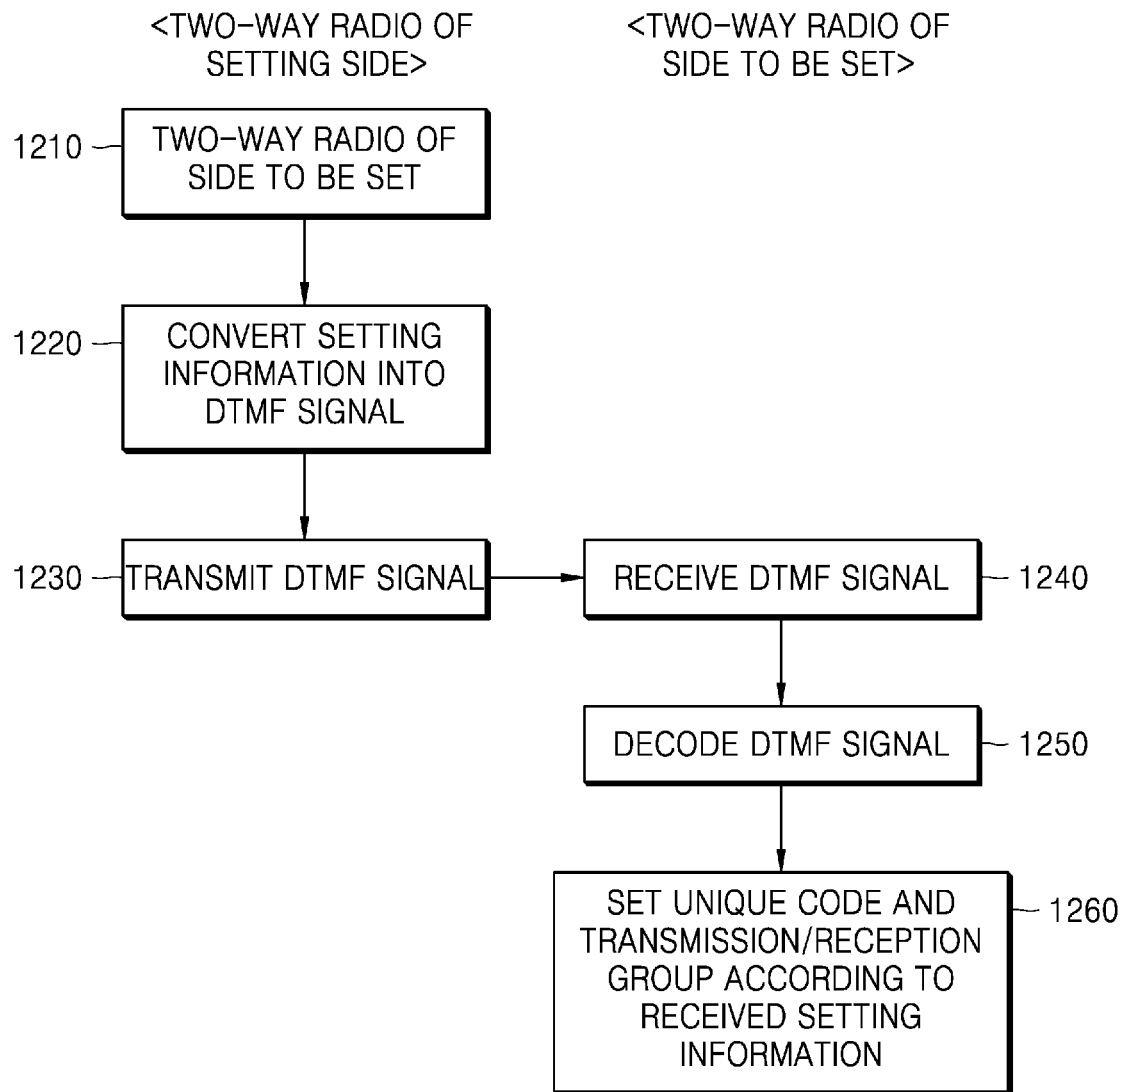 <TWO-WAY RADIO OF
SETTING SIDE>
<TWO-WAY RADIO OF
SIDE TO BE SET>
1210
TWO-WAY RADIO OF
SIDE TO BE SET
1220
CONVERT SETTING
INFORMATION INTO
DTMF SIGNAL
1230
TRANSMIT DTMF SIGNAL
RECEIVE DTMF SIGNAL
1240
DECODE DTMF SIGNAL
1250
SET UNIQUE CODE AND
TRANSMISSION/RECEPTION
GROUP ACCORDING TO
RECEIVED SETTING
INFORMATION
1260